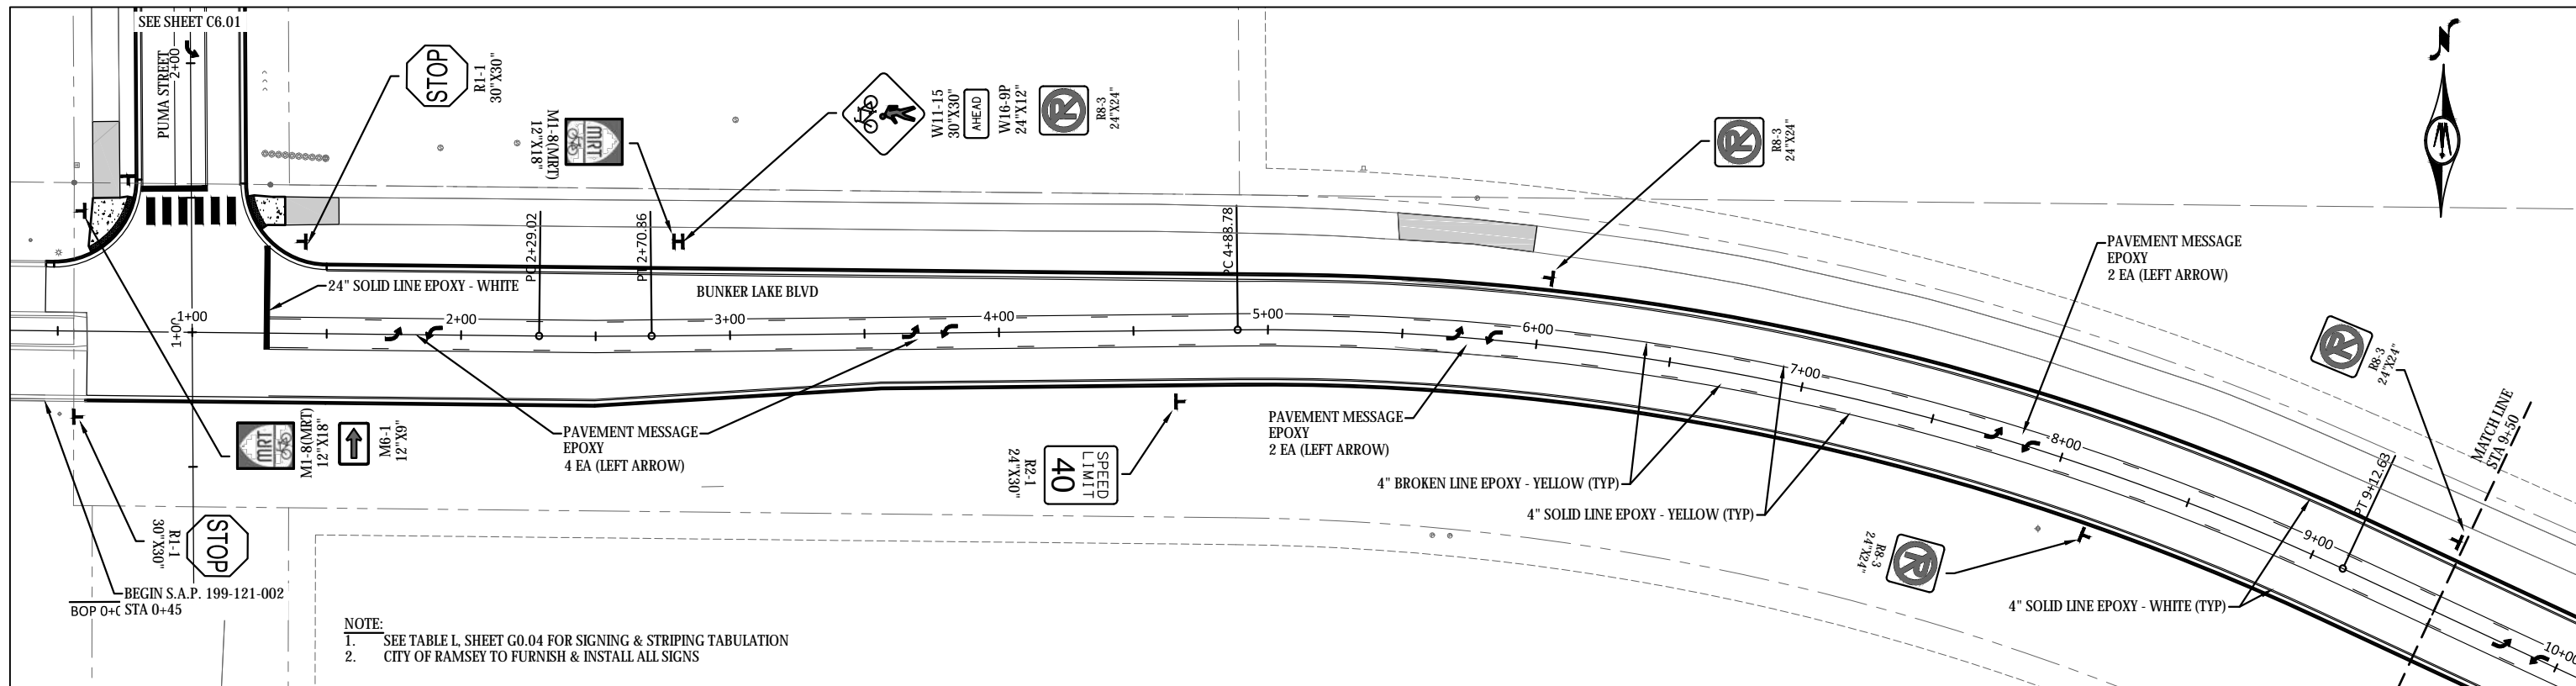 SEE SHEET C6.01
PUMA STREET
2+00
STOP
R1-1
30"X30"
MRT
M1-8(MRT)
12"X18"
W11-15
30"X30"
AHEAD
W16-9P
24"X12"
P
R8-3
24"X24"
P
R8-3
24"X24"
N
PAVEMENT MESSAGE
EPOXY
2 EA (LEFT ARROW)
PC 2+29.02
PT 2+70.86
PC 4+88.78
24" SOLID LINE EPOXY - WHITE
BUNKER LAKE BLVD
1+00
1+00
2+00
3+00
4+00
5+00
6+00
7+00
8+00
9+00
10+00
P
R8-3
24"X24"
MATCH LINE
STA 9+50
PT 9+12.63
MRT
M1-8(MRT)
12"X18"
M6-1
12"X9"
PAVEMENT MESSAGE
EPOXY
4 EA (LEFT ARROW)
SPEED
LIMIT
40
R2-1
24"X30"
PAVEMENT MESSAGE
EPOXY
2 EA (LEFT ARROW)
4" BROKEN LINE EPOXY - YELLOW (TYP)
4" SOLID LINE EPOXY - YELLOW (TYP)
P
R8-3
24"X24"
4" SOLID LINE EPOXY - WHITE (TYP)
STOP
R1-1
30"X30"
BEGIN S.A.P. 199-121-002
STA 0+45
BOP 0+0
NOTE:
1. SEE TABLE L, SHEET G0.04 FOR SIGNING & STRIPING TABULATION
2. CITY OF RAMSEY TO FURNISH & INSTALL ALL SIGNS